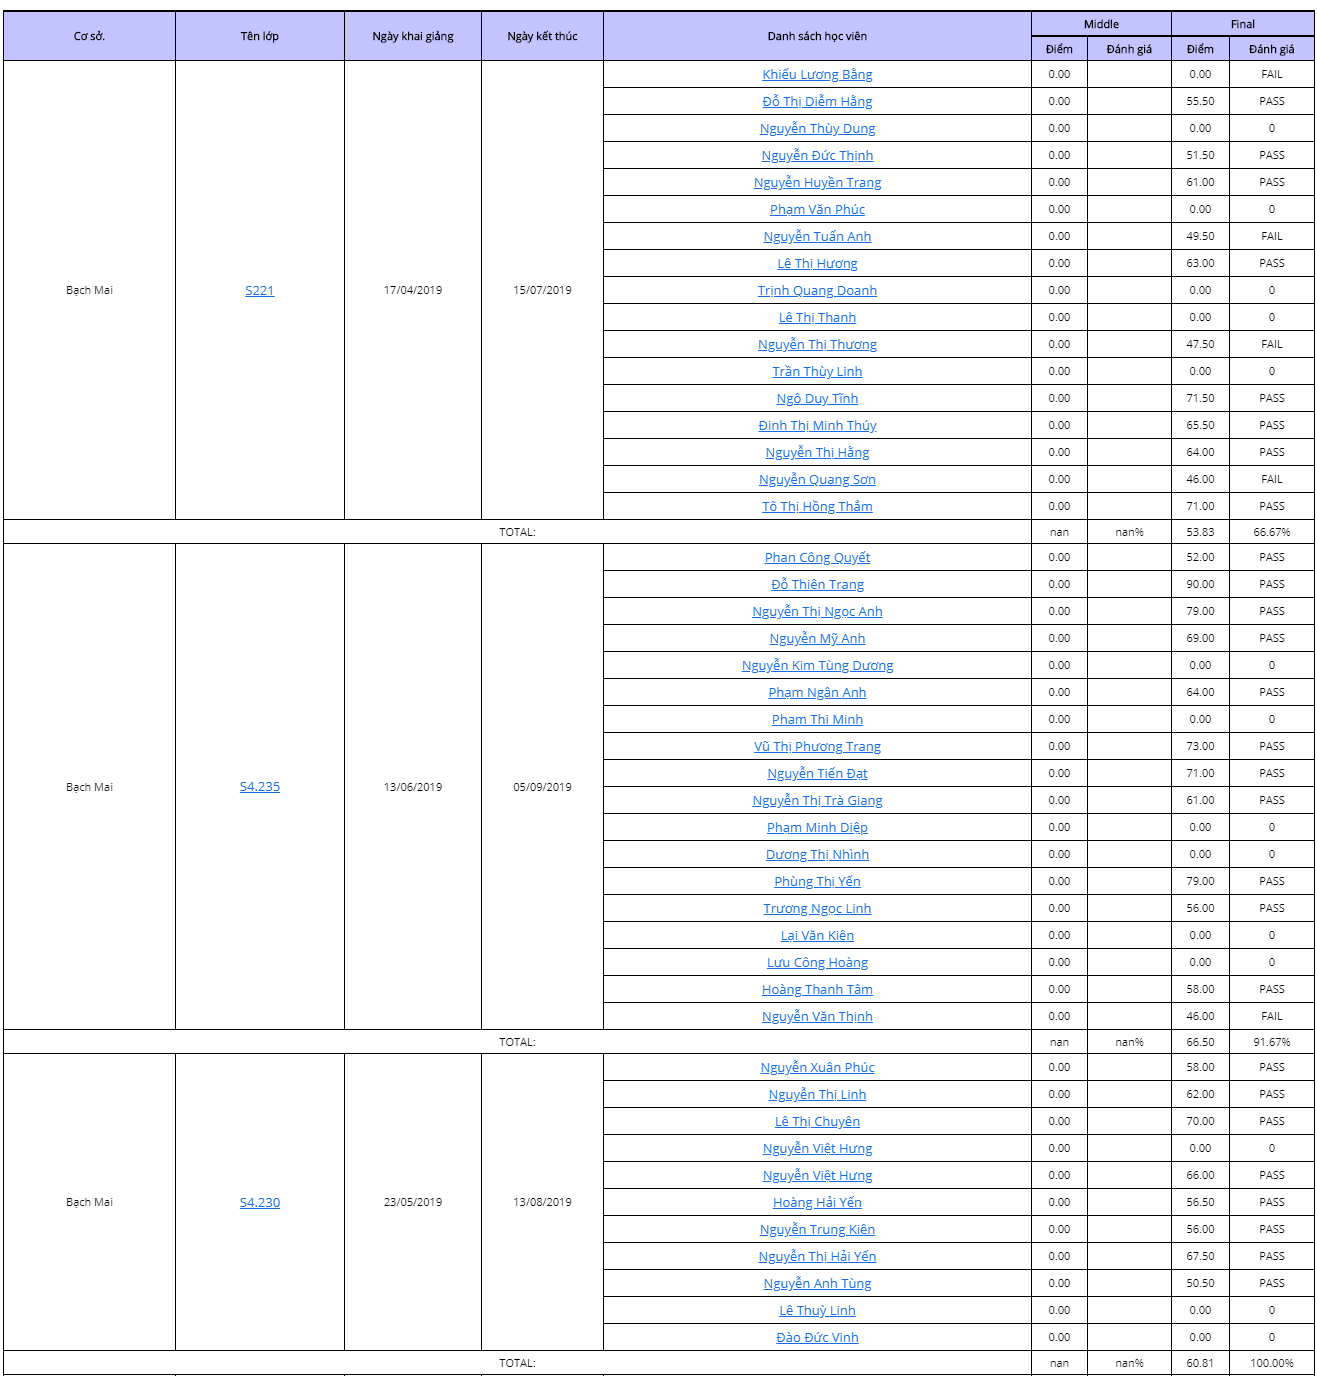 Cơ sở. Tên lớp Ngày khai giảng Ngày kết thúc Danh sách học viên Middle Final
Điểm Đánh giá Điểm Đánh giá
Bạch Mai S221 17/04/2019 15/07/2019
Khiếu Lương Bằng 0.00 0.00 FAIL
Đỗ Thị Diễm Hằng 0.00 55.50 PASS
Nguyễn Thùy Dung 0.00 0.00 0
Nguyễn Đức Thịnh 0.00 51.50 PASS
Nguyễn Huyền Trang 0.00 61.00 PASS
Phạm Văn Phúc 0.00 0.00 0
Nguyễn Tuấn Anh 0.00 49.50 FAIL
Lê Thị Hương 0.00 63.00 PASS
Trịnh Quang Doanh 0.00 0.00 0
Lê Thị Thanh 0.00 0.00 0
Nguyễn Thị Thương 0.00 47.50 FAIL
Trần Thùy Linh 0.00 0.00 0
Ngô Duy Tĩnh 0.00 71.50 PASS
Đinh Thị Minh Thúy 0.00 65.50 PASS
Nguyễn Thị Hằng 0.00 64.00 PASS
Nguyễn Quang Sơn 0.00 46.00 FAIL
Tô Thị Hồng Thắm 0.00 71.00 PASS
TOTAL: nan nan% 53.83 66.67%
Bạch Mai S4.235 13/06/2019 05/09/2019
Phan Công Quyết 0.00 52.00 PASS
Đỗ Thiên Trang 0.00 90.00 PASS
Nguyễn Thị Ngọc Anh 0.00 79.00 PASS
Nguyễn Mỹ Anh 0.00 69.00 PASS
Nguyễn Kim Tùng Dương 0.00 0.00 0
Phạm Ngân Anh 0.00 64.00 PASS
Pham Thi Minh 0.00 0.00 0
Vũ Thị Phương Trang 0.00 73.00 PASS
Nguyễn Tiến Đạt 0.00 71.00 PASS
Nguyễn Thị Trà Giang 0.00 61.00 PASS
Phạm Minh Diệp 0.00 0.00 0
Dương Thị Nhình 0.00 0.00 0
Phùng Thị Yến 0.00 79.00 PASS
Trương Ngọc Linh 0.00 56.00 PASS
Lại Văn Kiên 0.00 0.00 0
Lưu Công Hoàng 0.00 0.00 0
Hoàng Thanh Tâm 0.00 58.00 PASS
Nguyễn Văn Thịnh 0.00 46.00 FAIL
TOTAL: nan nan% 66.50 91.67%
Bạch Mai S4.230 23/05/2019 13/08/2019
Nguyễn Xuân Phúc 0.00 58.00 PASS
Nguyễn Thị Linh 0.00 62.00 PASS
Lê Thị Chuyên 0.00 70.00 PASS
Nguyễn Việt Hưng 0.00 0.00 0
Nguyễn Việt Hưng 0.00 66.00 PASS
Hoàng Hải Yến 0.00 56.50 PASS
Nguyễn Trung Kiên 0.00 56.00 PASS
Nguyễn Thị Hải Yến 0.00 67.50 PASS
Nguyễn Anh Tùng 0.00 50.50 PASS
Lê Thuỳ Linh 0.00 0.00 0
Đào Đức Vinh 0.00 0.00 0
TOTAL: nan nan% 60.81 100.00%